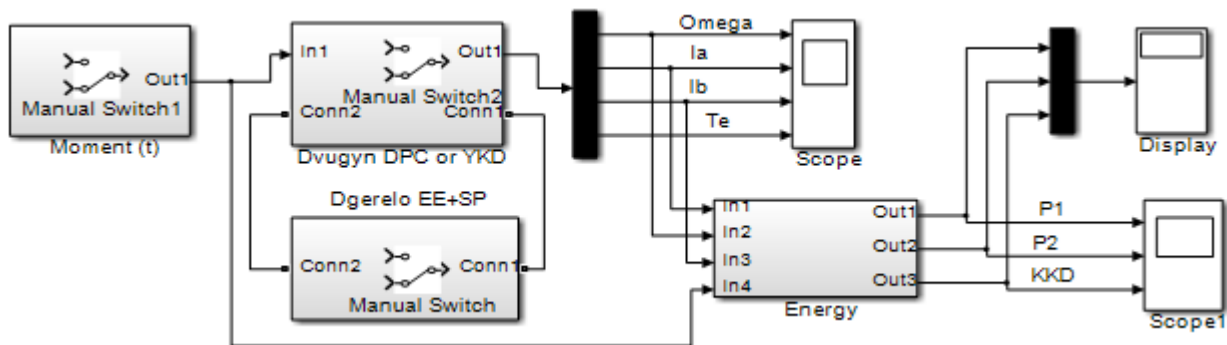 Out1
Manual Switch1
Moment (t)
In1
Out1
Manual Switch2
Conn2
Conn1
Dvugyn DPC or YKD
Dgerelo EE+SP
Conn2
Conn1
Manual Switch
Omega
Ia
Ib
Te
Scope
In1
In2
In3
In4
Out1
Out2
Out3
Energy
Display
P1
P2
KKD
Scope1